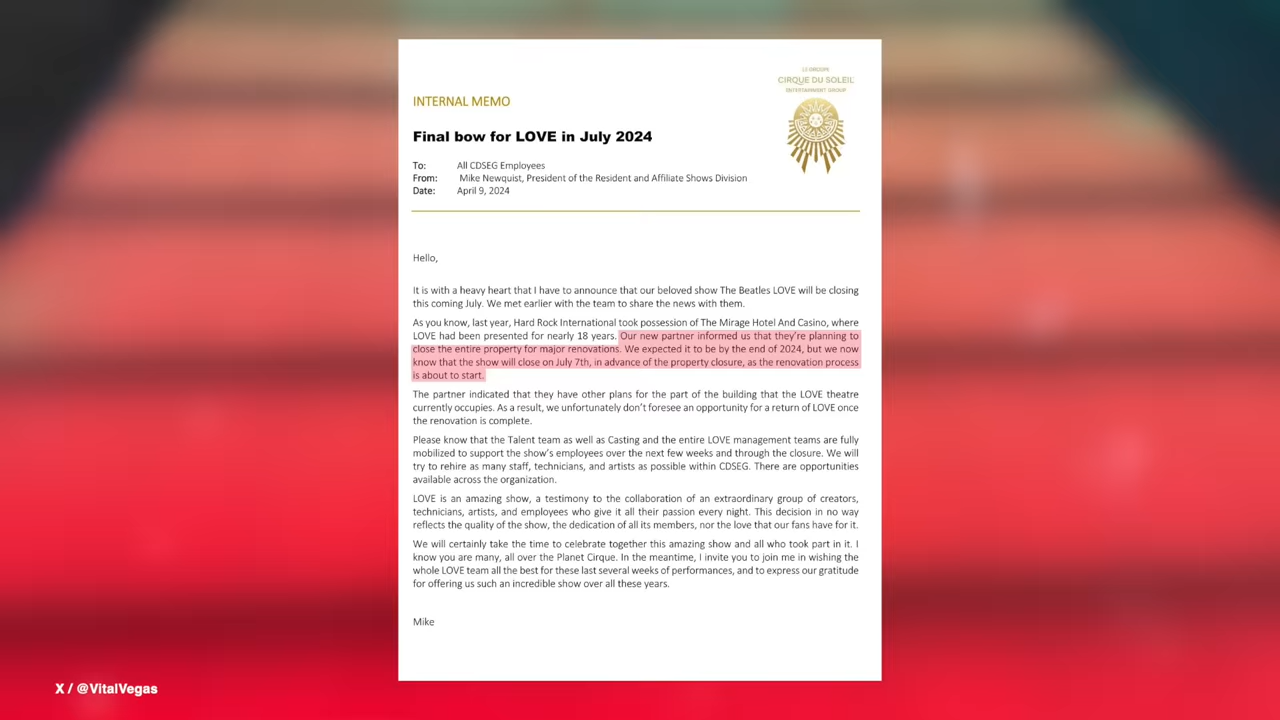 LE GROUPE
CIRQUE DU SOLEIL
ENTERTAINMENT GROUP
INTERNAL MEMO
Final bow for LOVE in July 2024
To: All CDSEG Employees
From: Mike Newquist, President of the Resident and Affiliate Shows Division
Date: April 9, 2024
Hello,
It is with a heavy heart that I have to announce that our beloved show The Beatles LOVE will be closing
this coming July. We met earlier with the team to share the news with them.
As you know, last year, Hard Rock International took possession of The Mirage Hotel And Casino, where
LOVE had been presented for nearly 18 years. Our new partner informed us that they’re planning to
close the entire property for major renovations. We expected it to be by the end of 2024, but we now
know that the show will close on July 7th, in advance of the property closure, as the renovation process
is about to start.
The partner indicated that they have other plans for the part of the building that the LOVE theatre
currently occupies. As a result, we unfortunately don’t foresee an opportunity for a return of LOVE once
the renovation is complete.
Please know that the Talent team as well as Casting and the entire LOVE management teams are fully
mobilized to support the show’s employees over the next few weeks and through the closure. We will
try to rehire as many staff, technicians, and artists as possible within CDSEG. There are opportunities
available across the organization.
LOVE is an amazing show, a testimony to the collaboration of an extraordinary group of creators,
technicians, artists, and employees who give it all their passion every night. This decision in no way
reflects the quality of the show, the dedication of all its members, nor the love that our fans have for it.
We will certainly take the time to celebrate together this amazing show and all who took part in it. I
know you are many, all over the Planet Cirque. In the meantime, I invite you to join me in wishing the
whole LOVE team all the best for these last several weeks of performances, and to express our gratitude
for offering us such an incredible show over all these years.
Mike
X / @VitalVegas